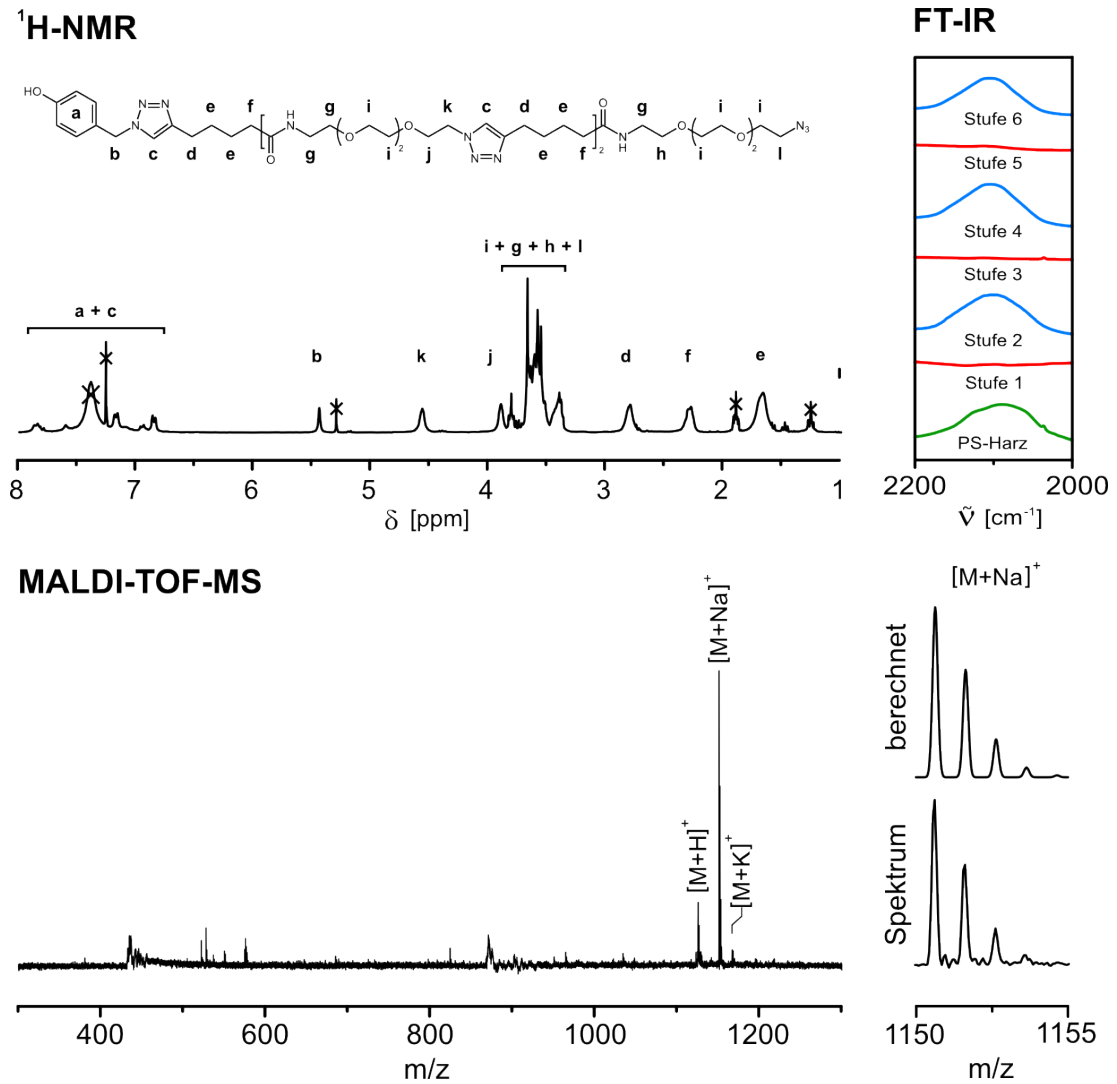 ¹H-NMR
FT-IR
HO
a
b
N N N
c
d
e
e
f
O
H
N
g
g
i
O
2
i
O
k
j
N N N
c
d
e
e
f
2
O
N
H
g
h
O
i
i
O
2
i
l
N₃
i + g + h + l
a + c
b
k
j
d
f
e
8 7 6 5 4 3 2 1
δ [ppm]
Stufe 6
Stufe 5
Stufe 4
Stufe 3
Stufe 2
Stufe 1
PS-Harz
2200 2000
ṽ [cm⁻¹]
MALDI-TOF-MS
[M+H]⁺
[M+Na]⁺
[M+K]⁺
400 600 800 1000 1200
m/z
[M+Na]⁺
berechnet
Spektrum
1150 1155
m/z